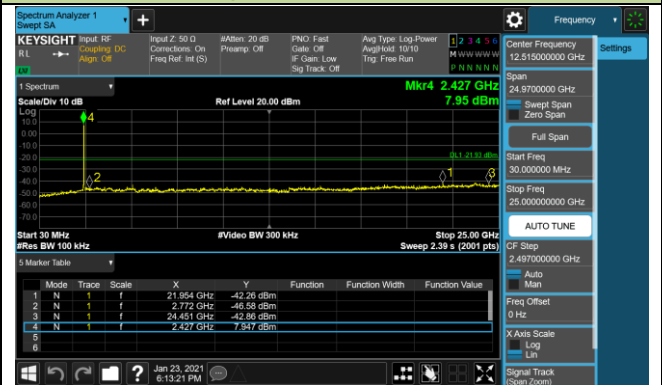 Spectrum Analyzer 1
Swept SA
+
Frequency
KEYSIGHT Input: RF Input Z: 50 Ω #Atten: 20 dB PNO: Fast Avg Type: Log-Power 1 2 3 4 5 6
RL Coupling: DC Corrections: On Preamp: Off Gate: Off Avg|Hold: 10/10 M W W W W W
Align: Off Freq Ref: Int (S) IF Gain: Low Trig: Free Run P N N N N N
Sig Track: Off
1 Spectrum
Mkr4 2.427 GHz
Scale/Div 10 dB Ref Level 20.00 dBm 7.95 dBm
Log
10.0
0.00
-10.0
-20.0
-30.0
-40.0
-50.0
-60.0
-70.0
4
DL1 -21.93 dBm
2
1
3
Start 30 MHz #Video BW 300 kHz Stop 25.00 GHz
#Res BW 100 kHz Sweep 2.39 s (2001 pts)
5 Marker Table
Mode Trace Scale X Y Function Function Width Function Value
1 N 1 f 21.954 GHz -42.26 dBm
2 N 1 f 2.772 GHz -46.58 dBm
3 N 1 f 24.451 GHz -42.86 dBm
4 N 1 f 2.427 GHz 7.947 dBm
5
6
Jan 23, 2021
6:13:21 PM
?
Center Frequency
12.515000000 GHz
Settings
Span
24.9700000 GHz
Swept Span
Zero Span
Full Span
Start Freq
30.000000 MHz
Stop Freq
25.000000000 GHz
AUTO TUNE
CF Step
2.497000000 GHz
Auto
Man
Freq Offset
0 Hz
X Axis Scale
Log
Lin
Signal Track
(Span Zoom)